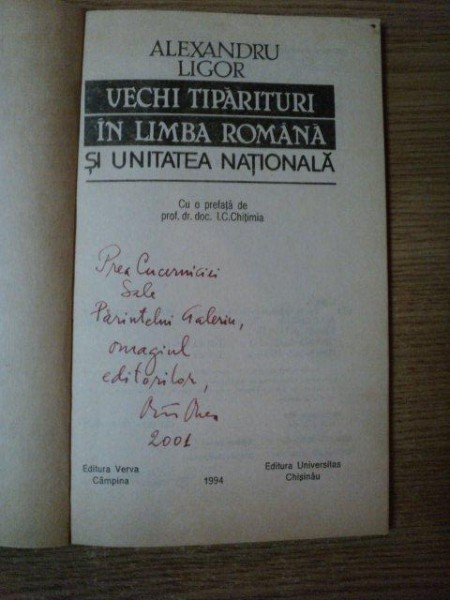 ALEXANDRU
LIGOR
VECHI TIPĂRITURI
ÎN LIMBA ROMÂNĂ
ȘI UNITATEA NAȚIONALĂ
Cu o prefață de
prof. dr. doc. I.C.Chițimia
Prea Cucerniciei
Sale
Părintelui Galeriu,
omagiul
editorilor,
2001
Editura Verva
Câmpina
1994
Editura Universitas
Chișinău